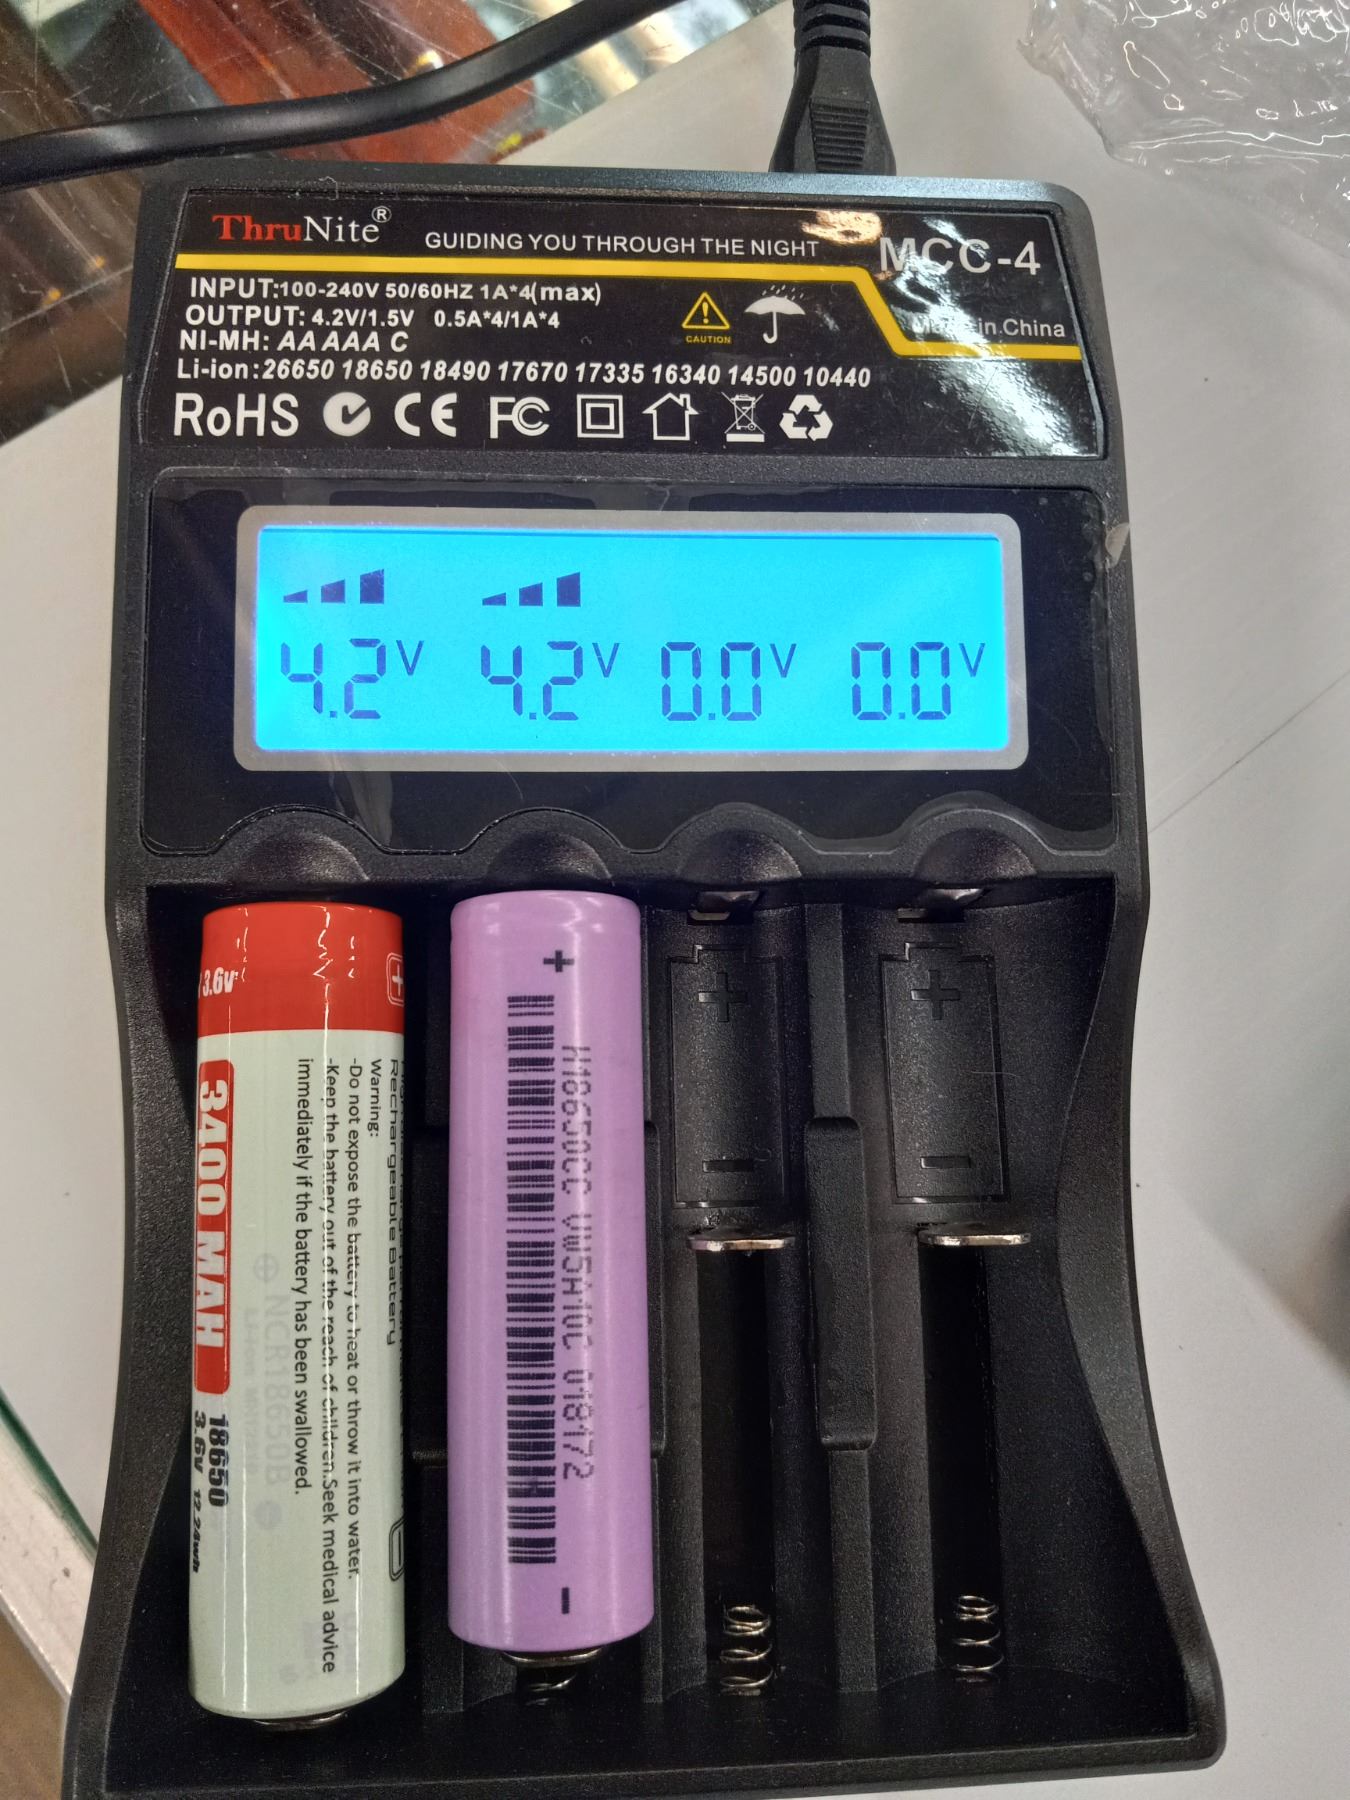 ThruNite®
GUIDING YOU THROUGH THE NIGHT
MCC-4
INPUT:100-240V 50/60HZ 1A*4(max)
OUTPUT: 4.2V/1.5V 0.5A*4/1A*4
NI-MH: AA AAA C
Li-ion:26650 18650 18490 17670 17335 16340 14500 10440
CAUTION
in.China
RoHS CE FC
4.2V 4.2V 0.0V 0.0V
3.6V
3400 MAH
18650
3.6V 12.24wh
NCR18650B
Rechargeable Battery
Warning:
-Do not expose the battery to heat or throw it into water.
-Keep the battery out of the reach of children.Seek medical advice
immediately if the battery has been swallowed.
+
H18650CC VW5A10C 018172
-